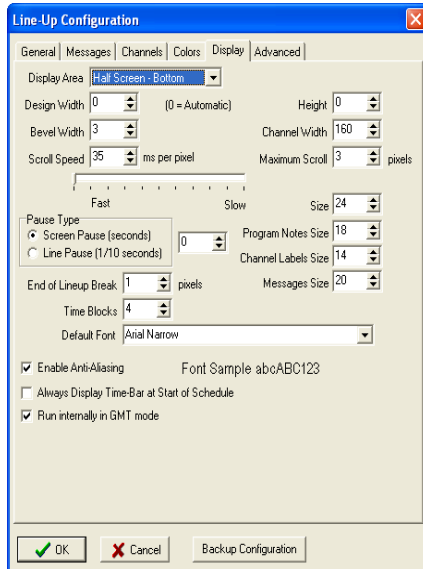 Line-Up Configuration
General Messages Channels Colors Display Advanced
Display Area Half Screen - Bottom
Design Width 0 (0 = Automatic) Height 0
Bevel Width 3 Channel Width 160
Scroll Speed 35 ms per pixel Maximum Scroll 3 pixels
Fast Slow Size 24
Pause Type
Screen Pause (seconds) 0 Program Notes Size 18
Line Pause (1/10 seconds) Channel Labels Size 14
End of Lineup Break 1 pixels Messages Size 20
Time Blocks 4
Default Font Arial Narrow
Enable Anti-Aliasing Font Sample abcABC123
Always Display Time-Bar at Start of Schedule
Run internally in GMT mode
OK Cancel Backup Configuration